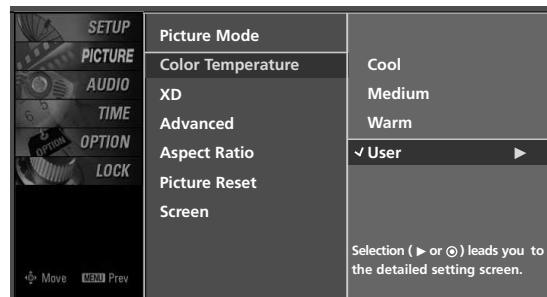 SETUP
PICTURE
AUDIO
TIME
OPTION
LOCK
Move MENU Prev
Picture Mode
Color Temperature
XD
Advanced
Aspect Ratio
Picture Reset
Screen
Cool
Medium
Warm
✓ User ▶
Selection ( ▶ or ⊙ ) leads you to
the detailed setting screen.